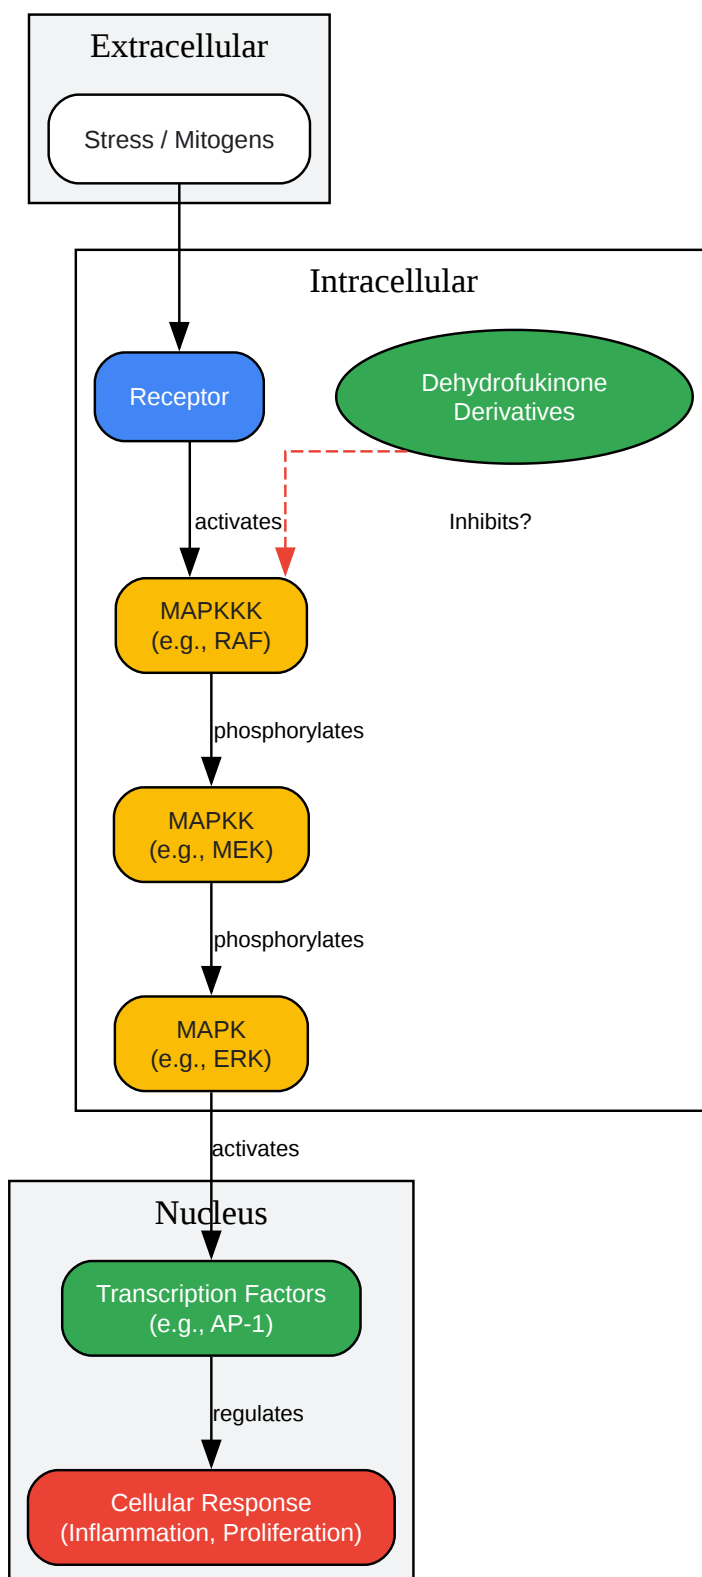 Extracellular
Stress / Mitogens
Intracellular
Receptor
Dehydrofukinone
Derivatives
activates
Inhibits?
MAPKKK
(e.g., RAF)
phosphorylates
MAPKK
(e.g., MEK)
phosphorylates
MAPK
(e.g., ERK)
activates
Nucleus
Transcription Factors
(e.g., AP-1)
regulates
Cellular Response
(Inflammation, Proliferation)